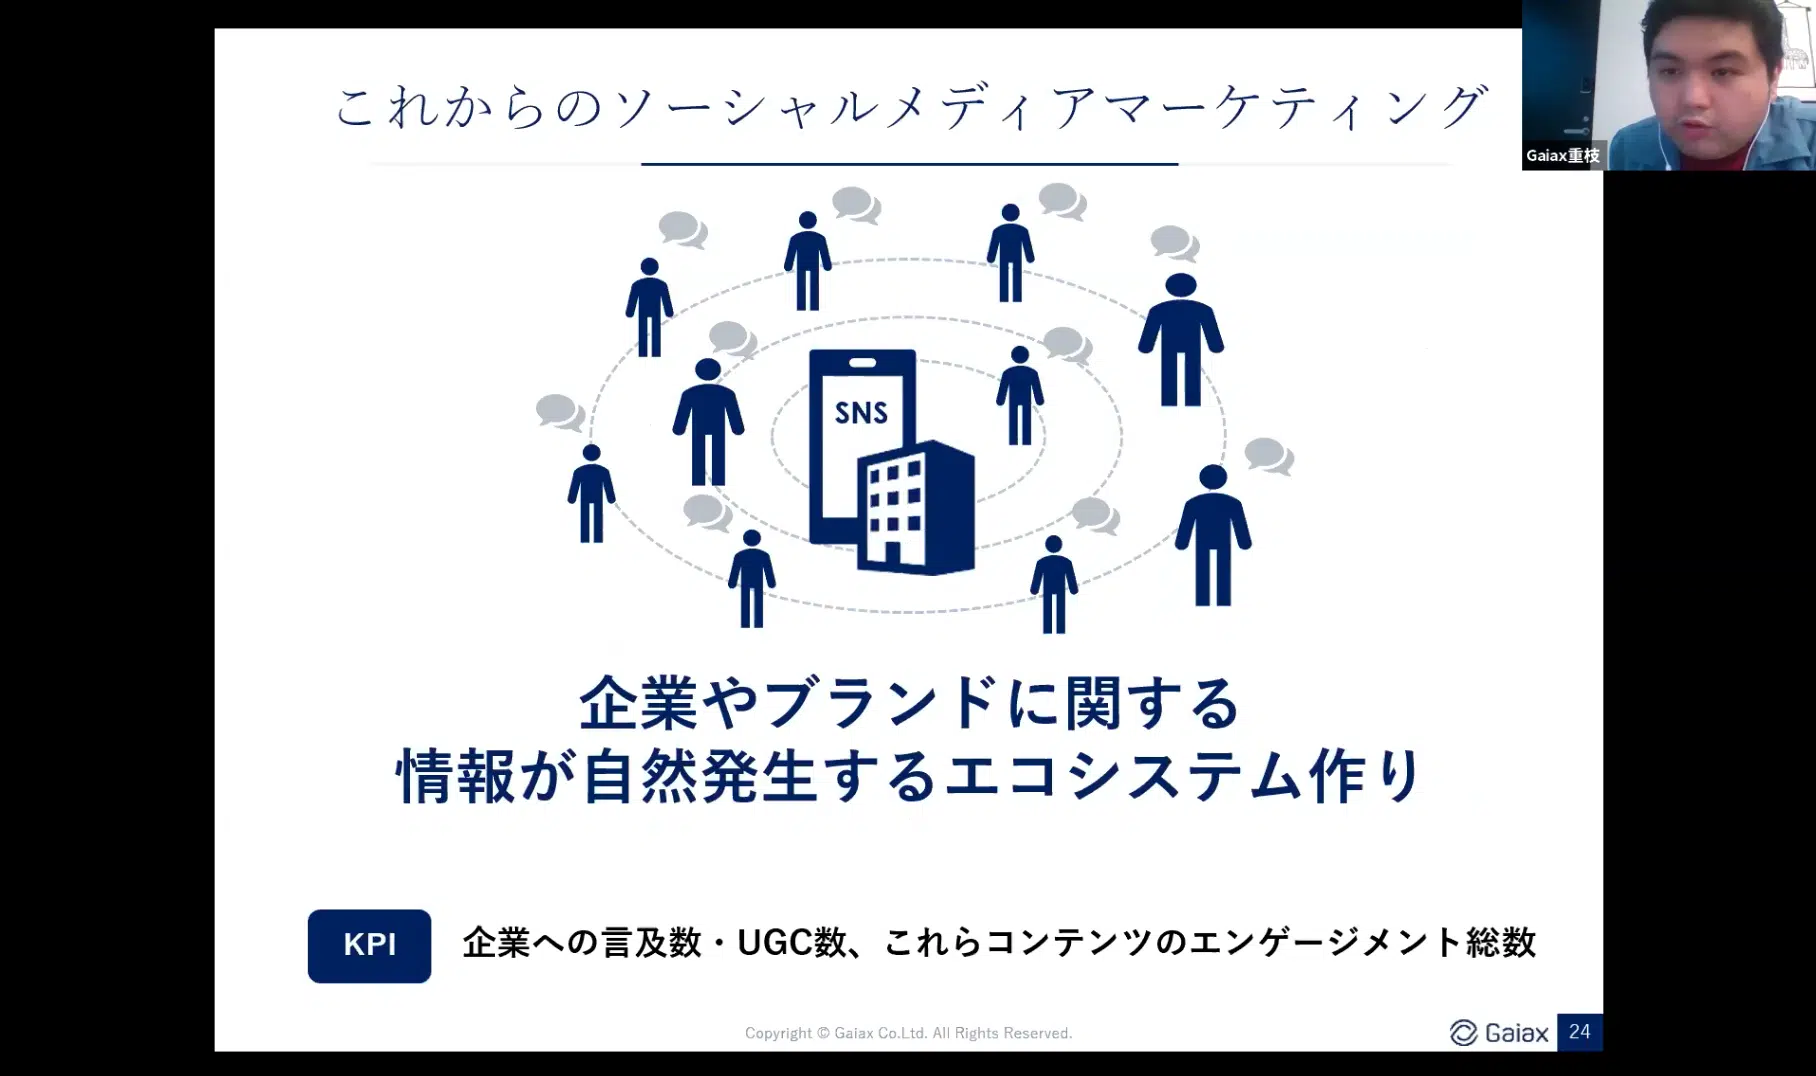 これからのソーシャルメディアマーケティング
Gaiax重枝
SNS
企業やブランドに関する
情報が自然発生するエコシステム作り
KPI
企業への言及数・UGC数、これらコンテンツのエンゲージメント総数
Copyright © Gaiax Co.Ltd. All Rights Reserved.
Gaiax
24